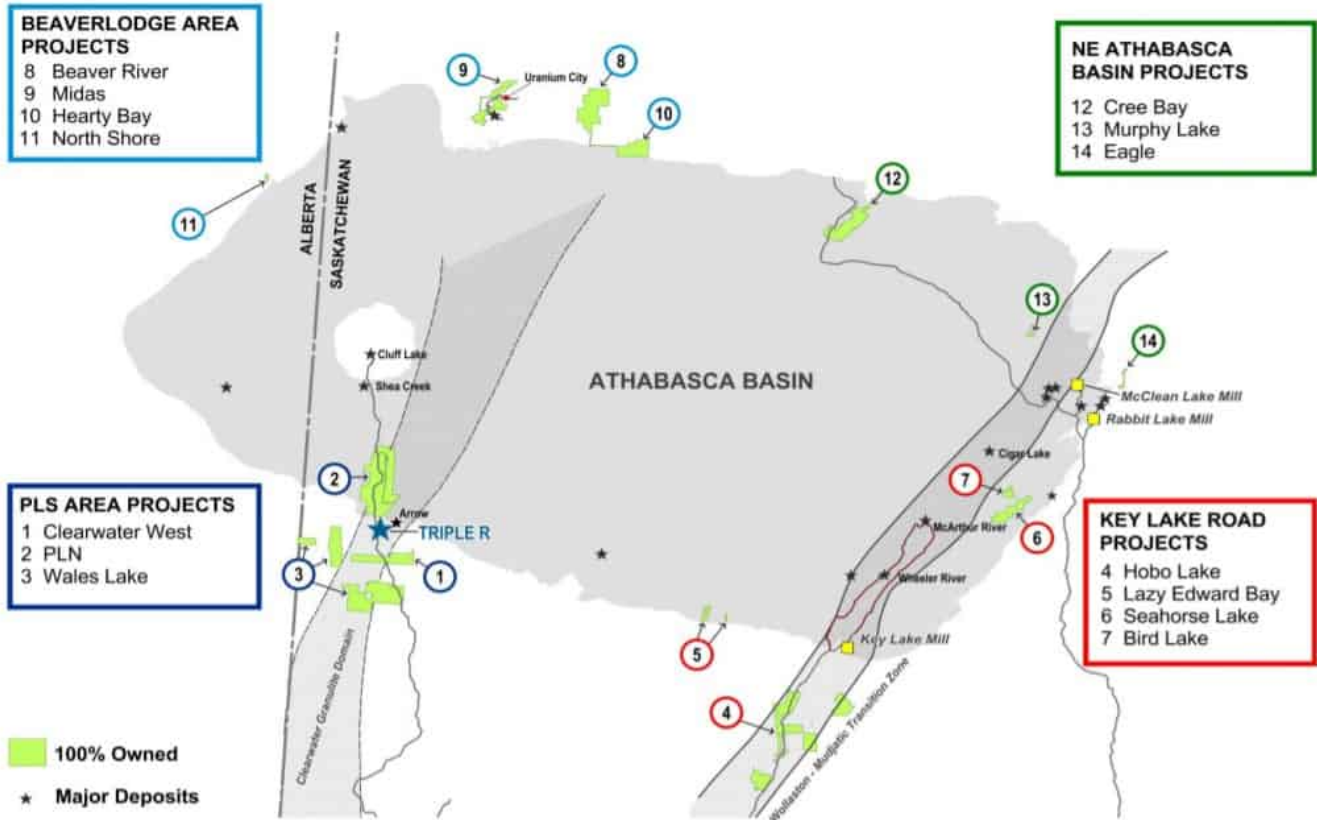 BEAVERLODGE AREA
PROJECTS
8 Beaver River
9 Midas
10 Hearty Bay
11 North Shore
NE ATHABASCA
BASIN PROJECTS
12 Cree Bay
13 Murphy Lake
14 Eagle
9
Uranium City
8
10
12
11
ALBERTA
SASKATCHEWAN
13
14
Cluff Lake
Shea Creek
ATHABASCA BASIN
McClean Lake Mill
Rabbit Lake Mill
Cigar Lake
2
7
PLS AREA PROJECTS
1 Clearwater West
2 PLN
3 Wales Lake
Arrow
TRIPLE R
McArthur River
6
KEY LAKE ROAD
PROJECTS
4 Hobo Lake
5 Lazy Edward Bay
6 Seahorse Lake
7 Bird Lake
3
1
Wheeler River
5
Key Lake Mill
4
Clearwater Granulite Domain
Wollaston - Mudjatic Transition Zone
100% Owned
Major Deposits